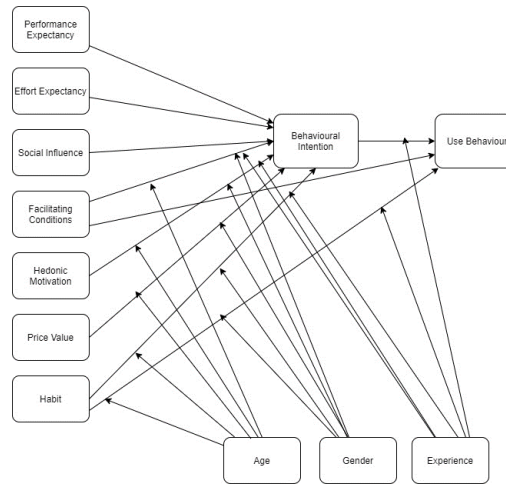 Performance
Expectancy
Effort Expectancy
Social Influence
Behavioural
Intention
Use Behaviour
Facilitating
Conditions
Hedonic
Motivation
Price Value
Habit
Age
Gender
Experience